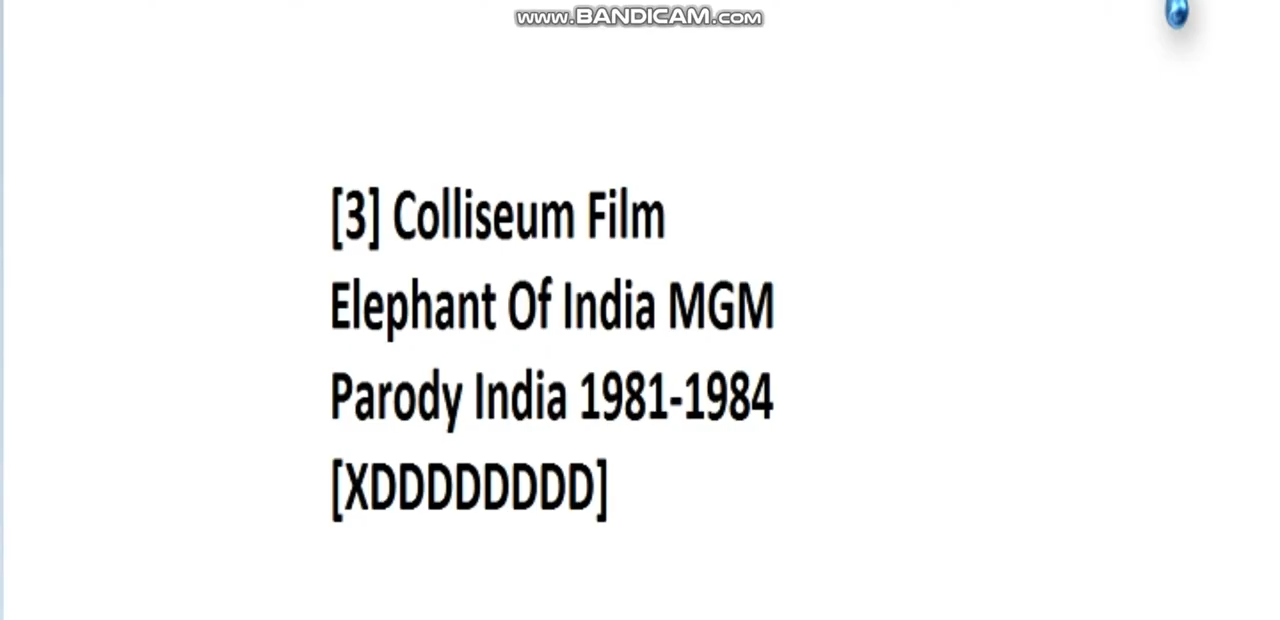 www.BANDICAM.com
[3] Colliseum Film
Elephant Of India MGM
Parody India 1981-1984
[XDDDDDDDD]